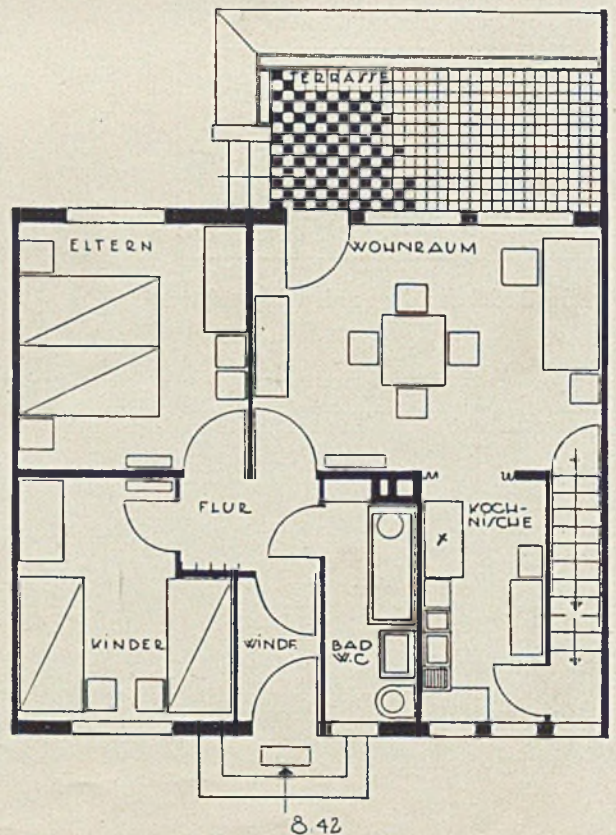 TERRASSE
ELTERN
WOHNRAUM
FLUR
KOCH-
NISCHE
KINDER
WINDF.
BAD
W.C
8.42